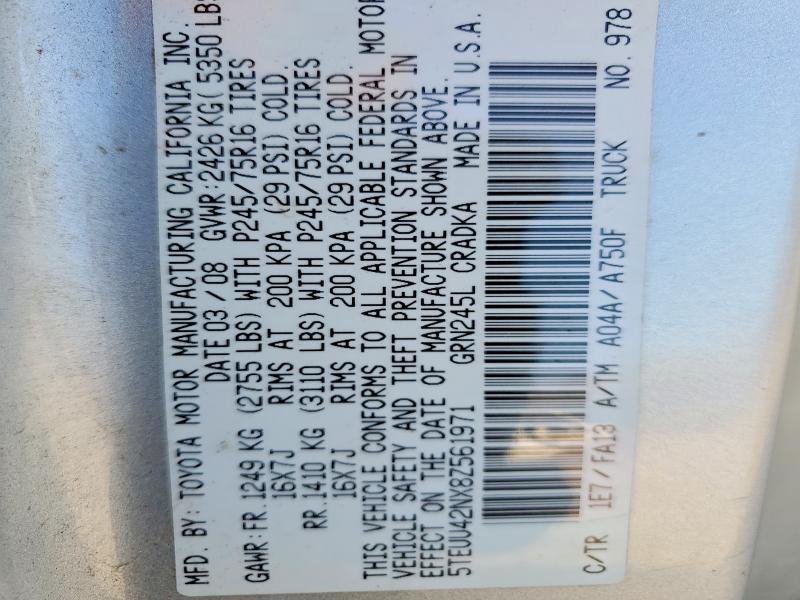 MFD. BY: TOYOTA MOTOR MANUFACTURING CALIFORNIA INC.
DATE 03 / 08 GVWR: 2426 KG( 5350 LBS
GAWR: FR. 1249 KG (2755 LBS) WITH P245/75R16 TIRES
16X7J RIMS AT 200 KPA (29 PSI) COLD.
RR. 1410 KG (3110 LBS) WITH P245/75R16 TIRES
16X7J RIMS AT 200 KPA (29 PSI) COLD.
THIS VEHICLE CONFORMS TO ALL APPLICABLE FEDERAL MOTOR
VEHICLE SAFETY AND THEFT PREVENTION STANDARDS IN
EFFECT ON THE DATE OF MANUFACTURE SHOWN ABOVE.
5TEUU42NX8Z561971 GRN245L CRADKA MADE IN U.S.A.
C/TR 1E7/FA13 A/TM A04A/A750F TRUCK NO. 978